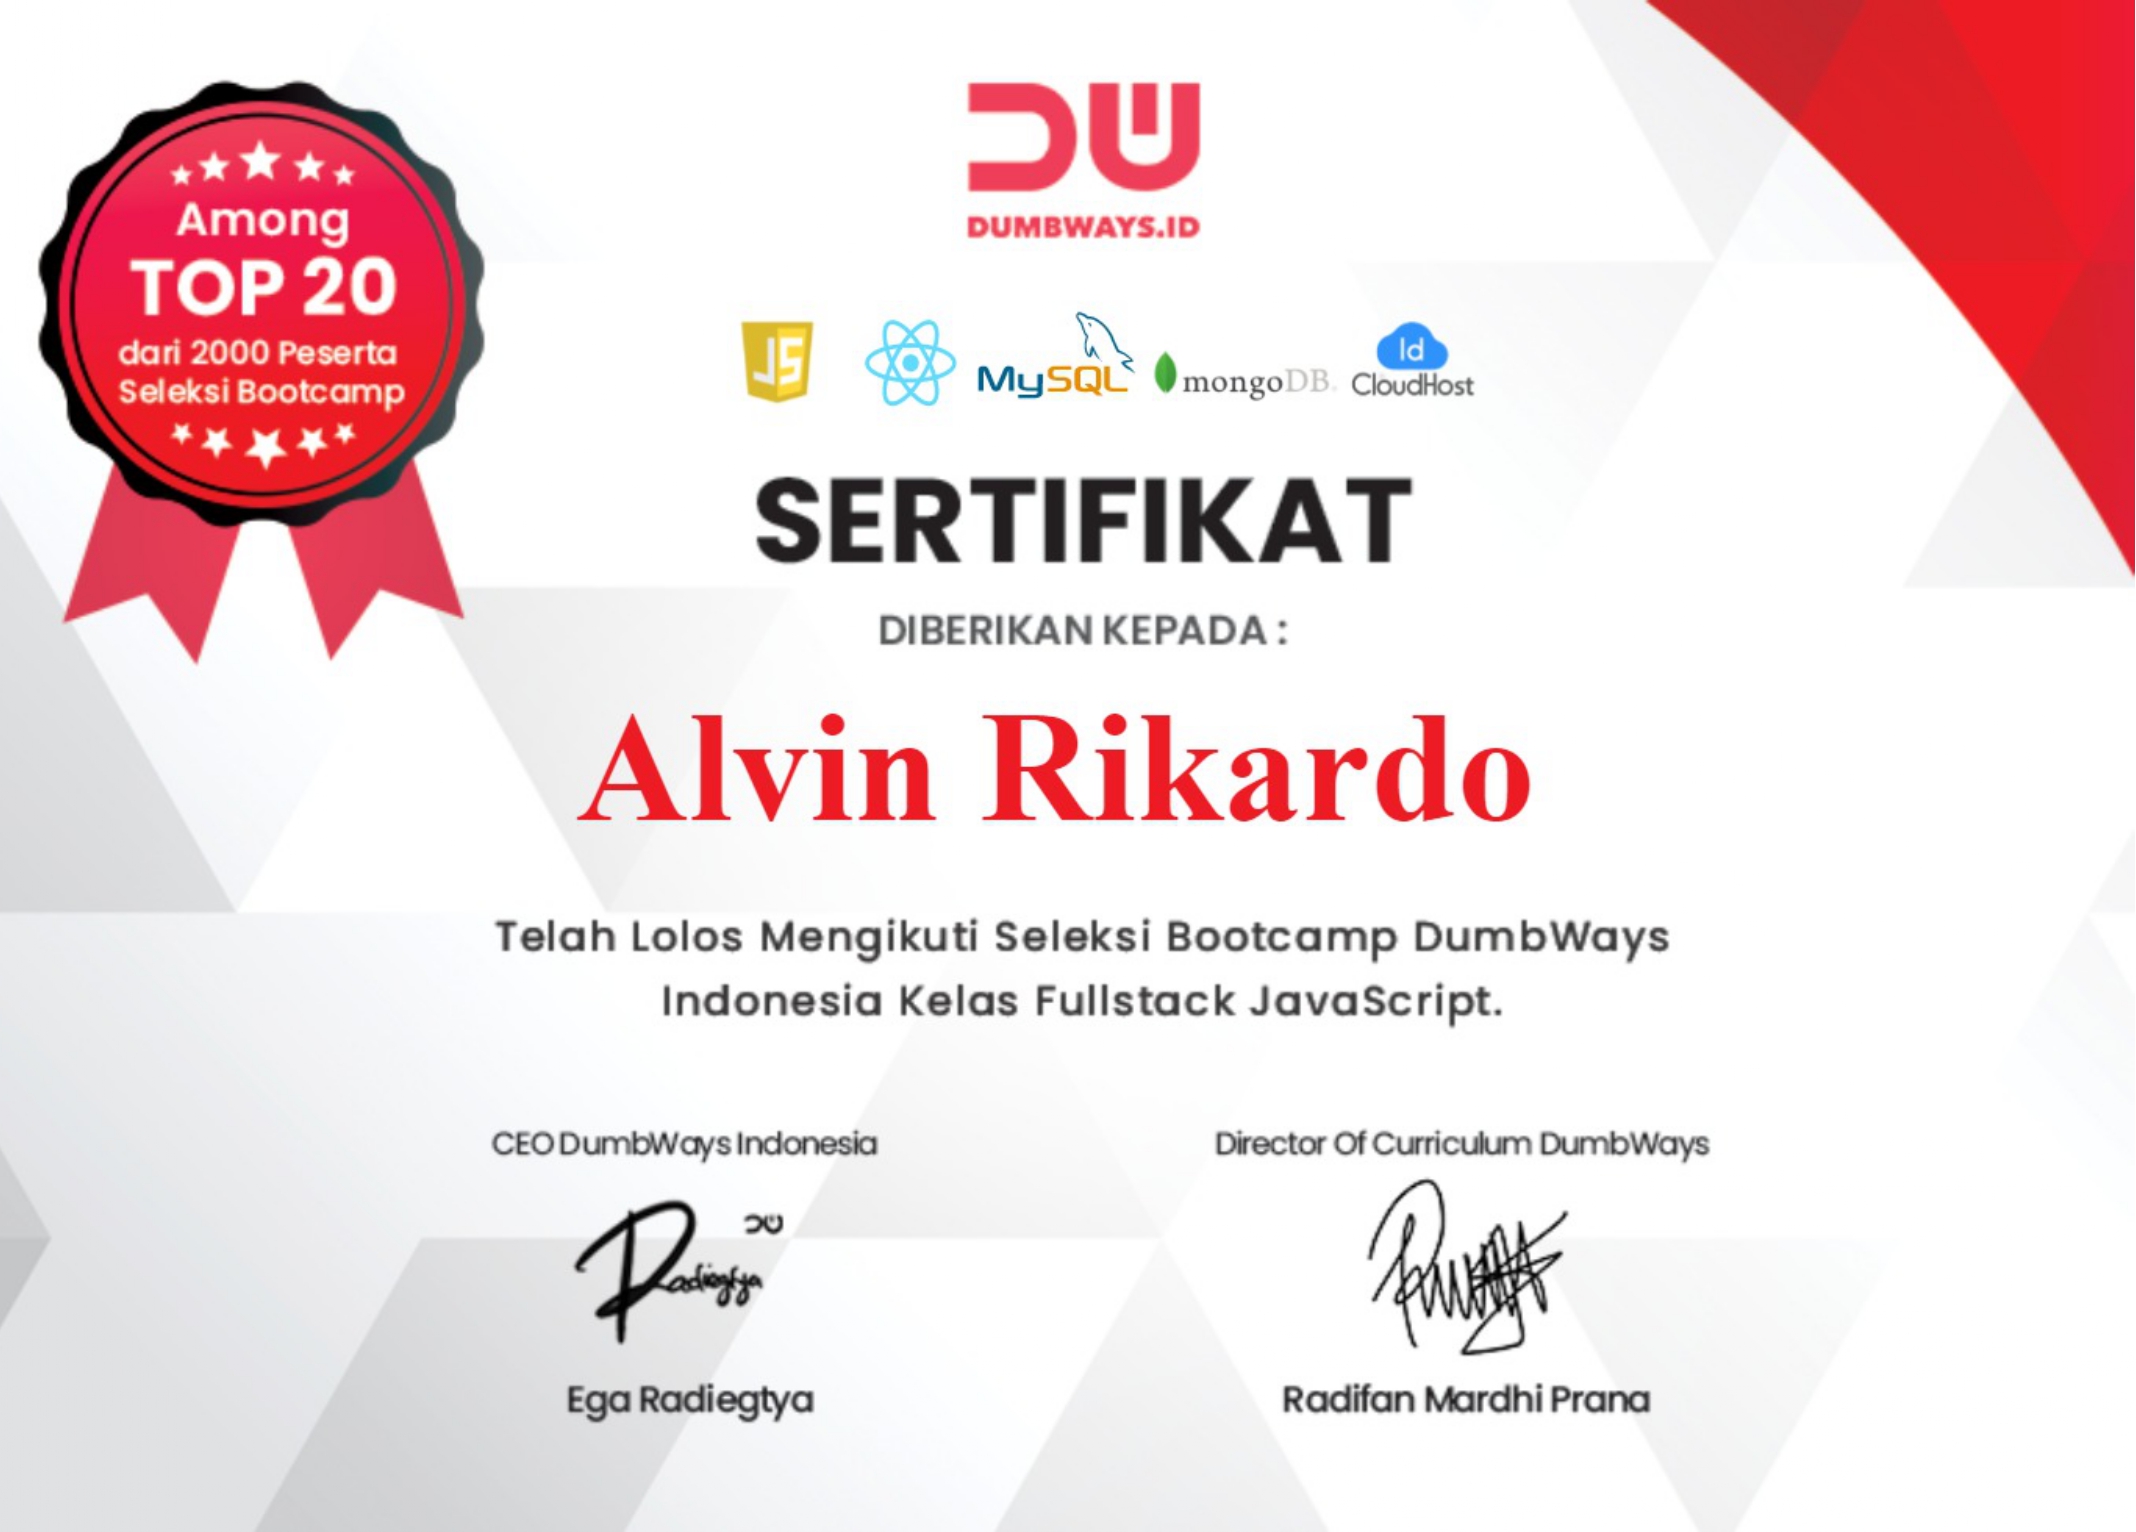 Among
TOP 20
dari 2000 Peserta
Seleksi Bootcamp
DUMBWAYS.ID
JS
MySQL
mongoDB.
Id
CloudHost
SERTIFIKAT
DIBERIKAN KEPADA :
Alvin Rikardo
Telah Lolos Mengikuti Seleksi Bootcamp DumbWays
Indonesia Kelas Fullstack JavaScript.
CEO DumbWays Indonesia
Radiegtya
Ega Radiegtya
Director Of Curriculum DumbWays
Radifan Mardhi Prana